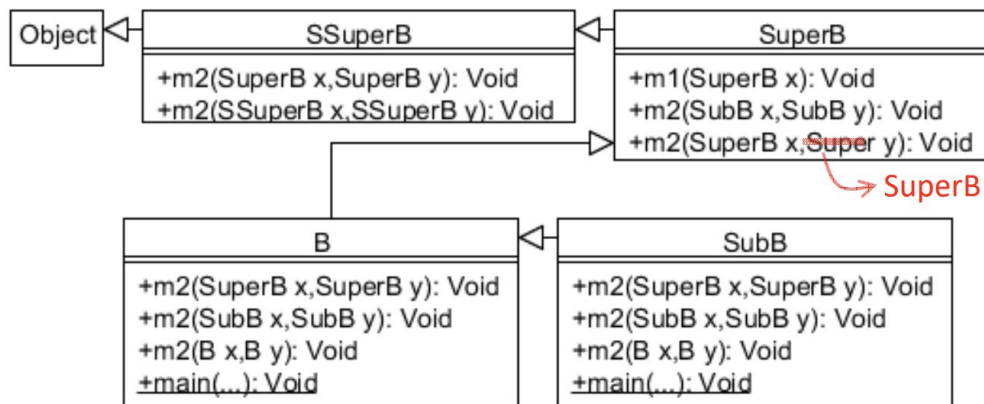 Object
SSuperB
+m2(SuperB x,SuperB y): Void
+m2(SSuperB x,SSuperB y): Void
SuperB
+m1(SuperB x): Void
+m2(SubB x,SubB y): Void
+m2(SuperB x,Super y): Void
SuperB
B
+m2(SuperB x,SuperB y): Void
+m2(SubB x,SubB y): Void
+m2(B x,B y): Void
+main(...): Void
SubB
+m2(SuperB x,SuperB y): Void
+m2(SubB x,SubB y): Void
+m2(B x,B y): Void
+main(...): Void